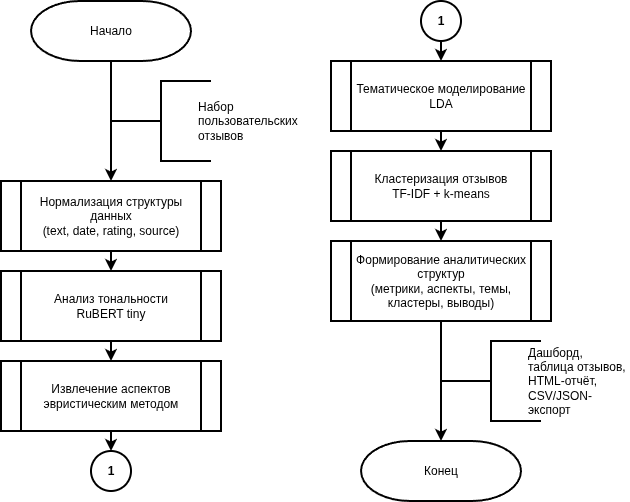 Начало
Набор
пользовательских
отзывов
Нормализация структуры
данных
(text, date, rating, source)
Анализ тональности
RuBERT tiny
Извлечение аспектов
эвристическим методом
1
1
Тематическое моделирование
LDA
Кластеризация отзывов
TF-IDF + k-means
Формирование аналитических
структур
(метрики, аспекты, темы,
кластеры, выводы)
Дашборд,
таблица отзывов,
HTML-отчёт,
CSV/JSON-
экспорт
Конец